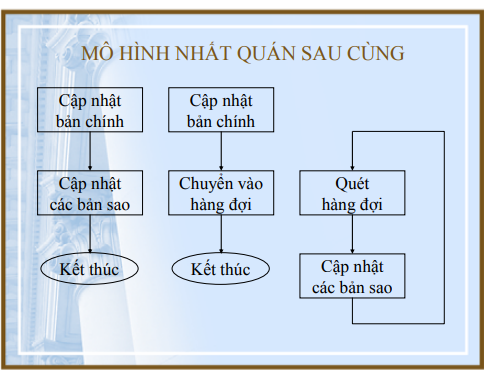 MÔ HÌNH NHẤT QUÁN SAU CÙNG
Cập nhật
bản chính
Cập nhật
các bản sao
Kết thúc
Cập nhật
bản chính
Chuyển vào
hàng đợi
Kết thúc
Quét
hàng đợi
Cập nhật
các bản sao